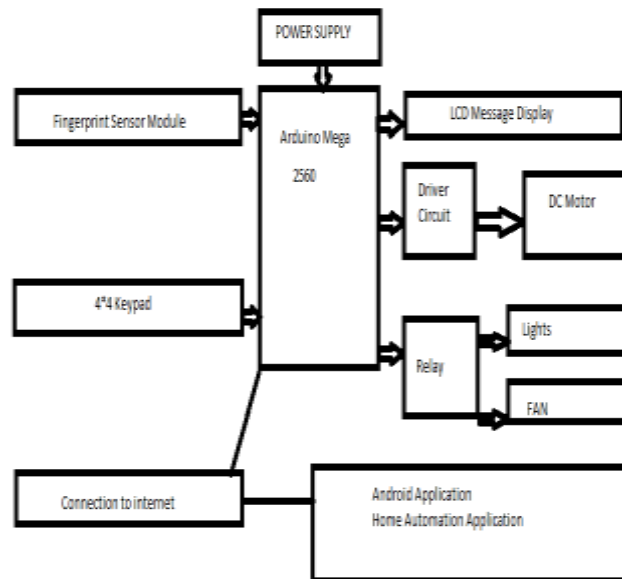 POWER SUPPLY
Fingerprint Sensor Module
Arduino Mega
2560
LCD Message Display
Driver
Circuit
DC Motor
4*4 Keypad
Relay
Lights
FAN
Connection to internet
Android Application
Home Automation Application